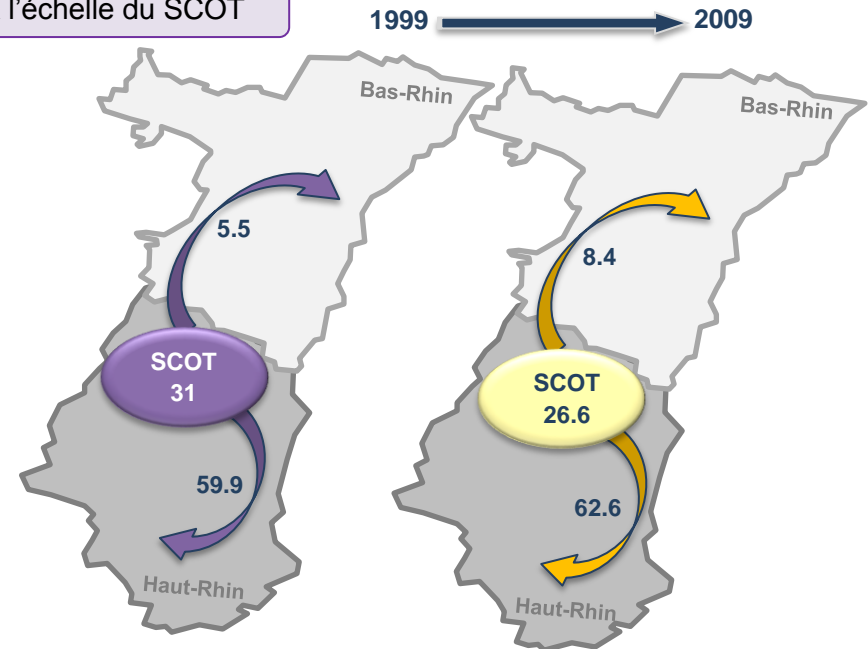 l’échelle du SCOT
1999
2009
Bas-Rhin
5.5
SCOT
31
59.9
Haut-Rhin
Bas-Rhin
8.4
SCOT
26.6
62.6
Haut-Rhin